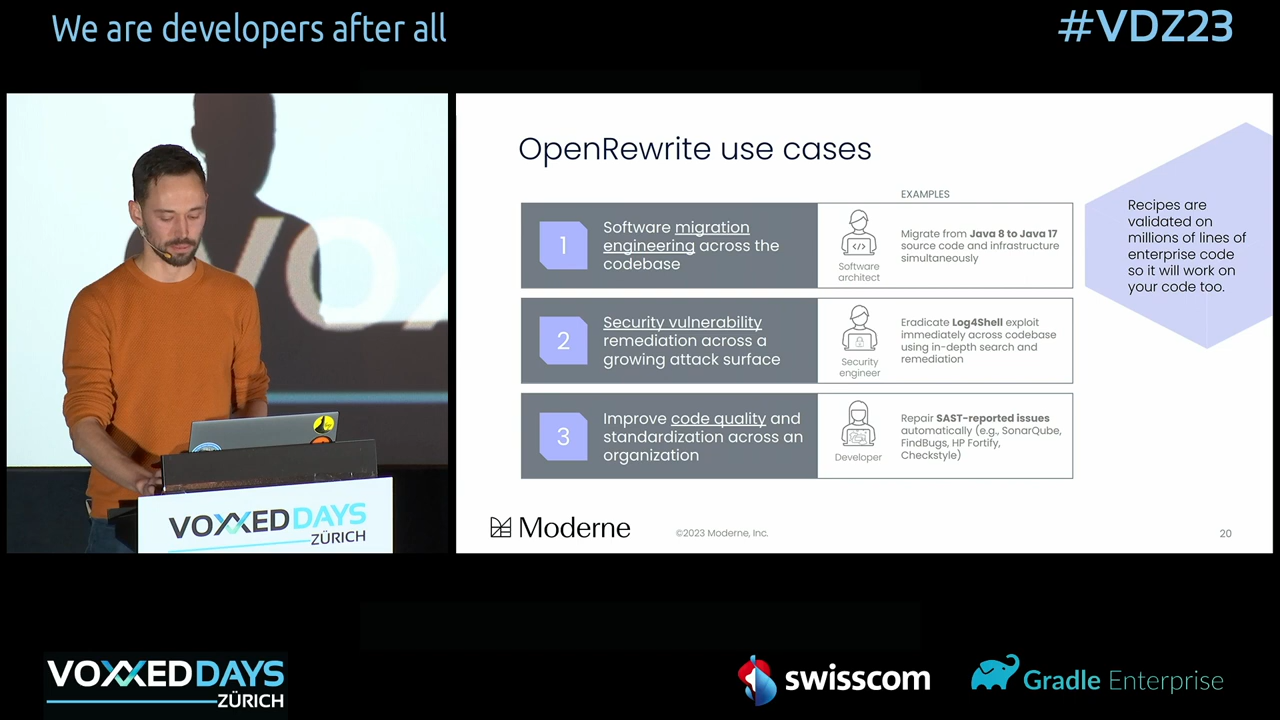 We are developers after all
#VDZ23
OpenRewrite use cases
EXAMPLES
1
Software migration
engineering across the
codebase
Software
architect
Migrate from Java 8 to Java 17
source code and infrastructure
simultaneously
2
Security vulnerability
remediation across a
growing attack surface
Security
engineer
Eradicate Log4Shell exploit
immediately across codebase
using in-depth search and
remediation
3
Improve code quality and
standardization across an
organization
Developer
Repair SAST-reported issues
automatically (e.g., SonarQube,
FindBugs, HP Fortify,
Checkstyle)
Recipes are
validated on
millions of lines of
enterprise code
so it will work on
your code too.
Moderne
©2023 Moderne, Inc.
20
VOXXED DAYS
ZÜRICH
VOXXED DAYS
ZÜRICH
swisscom
Gradle Enterprise